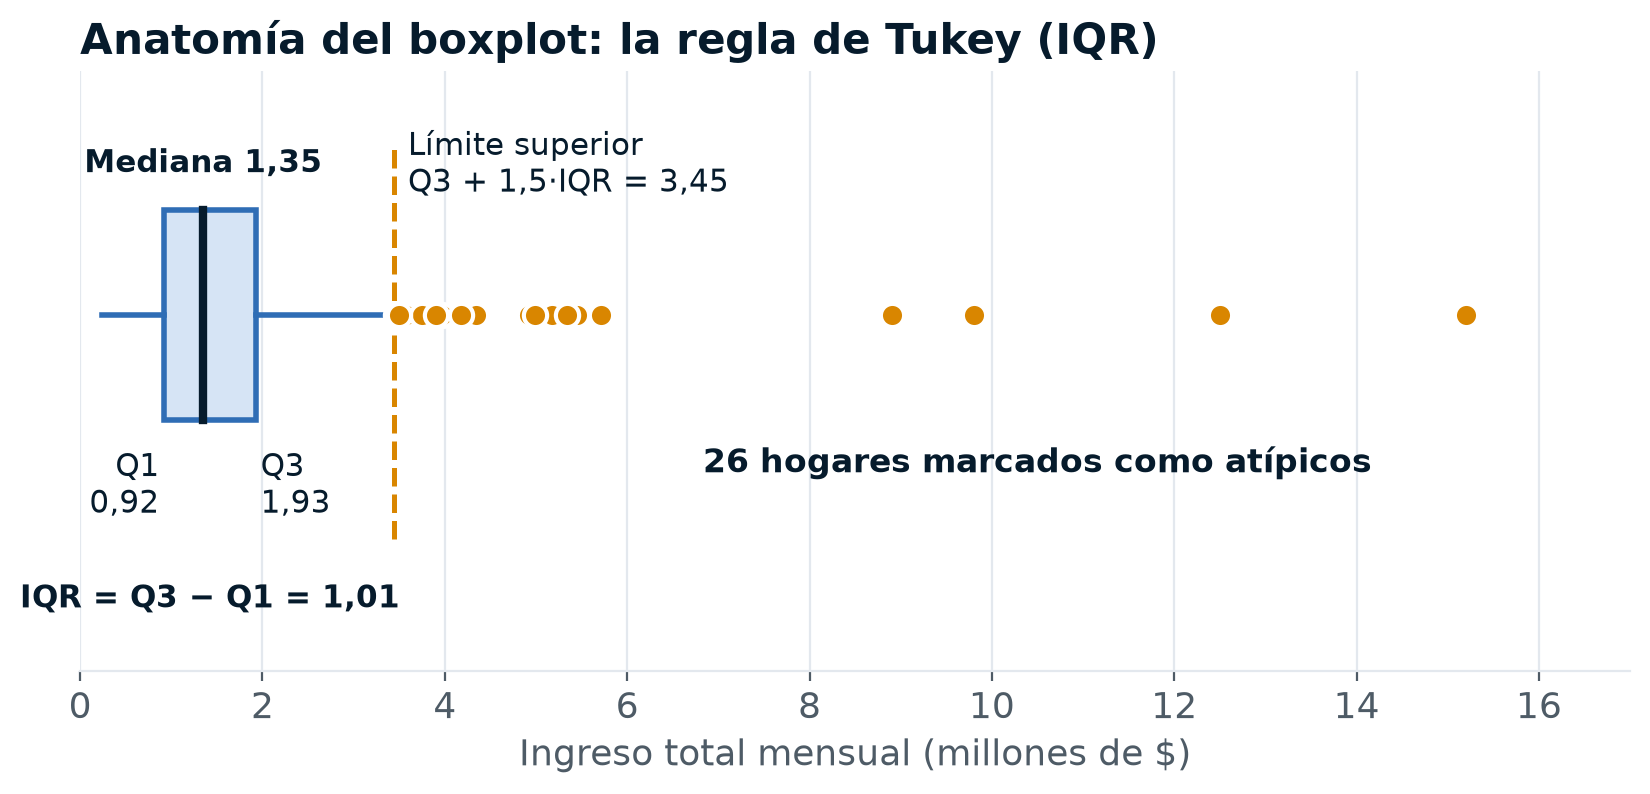 Anatomía del boxplot: la regla de Tukey (IQR)
Mediana 1,35
Límite superior
Q3 + 1,5·IQR = 3,45
Q1
0,92
Q3
1,93
26 hogares marcados como atípicos
IQR = Q3 − Q1 = 1,01
0 2 4 6 8 10 12 14 16
Ingreso total mensual (millones de $)